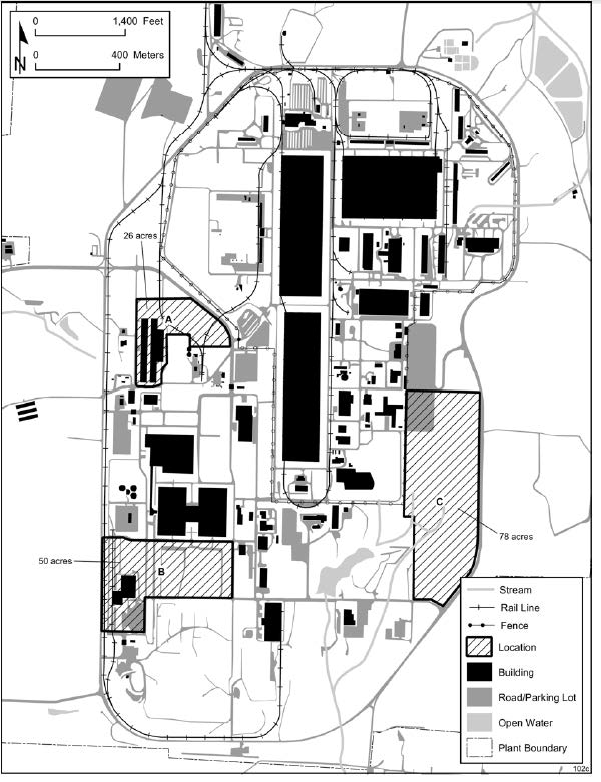 0 1,400 Feet
0 400 Meters
N
26 acres
A
C
78 acres
50 acres
B
Stream
Rail Line
Fence
Location
Building
Road/Parking Lot
Open Water
Plant Boundary